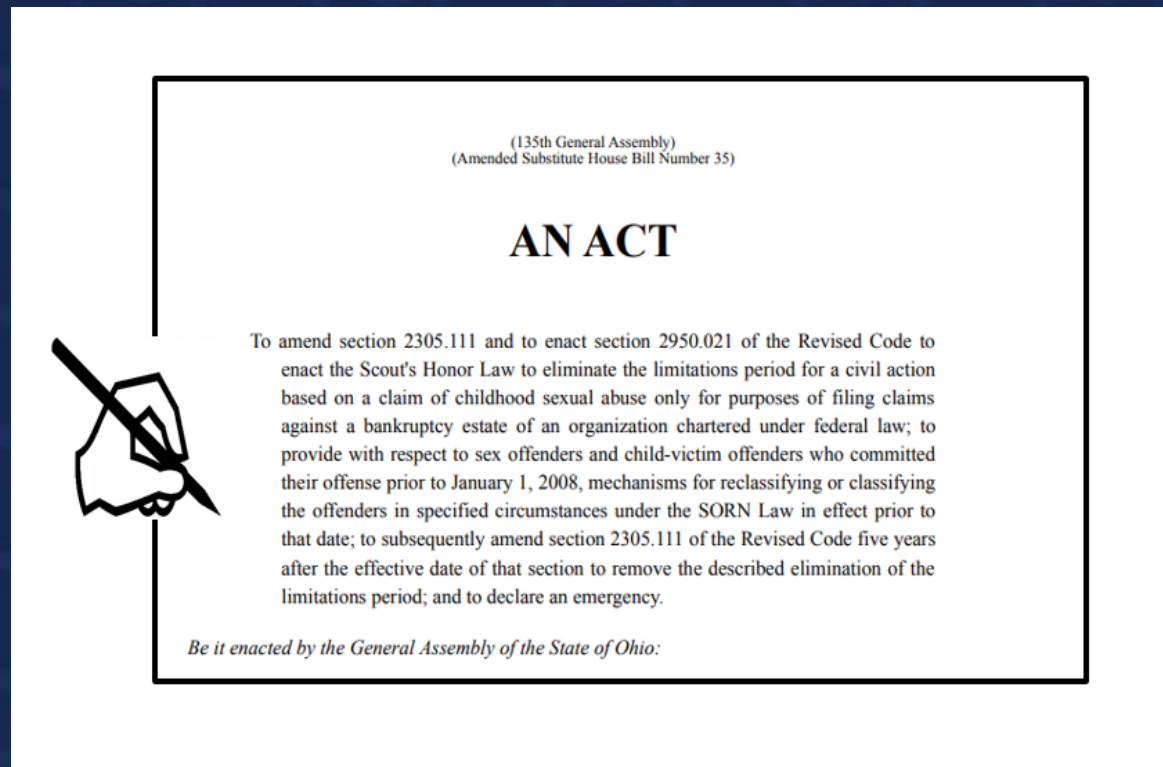 (135th General Assembly)
(Amended Substitute House Bill Number 35)
AN ACT
To amend section 2305.111 and to enact section 2950.021 of the Revised Code to
enact the Scout's Honor Law to eliminate the limitations period for a civil action
based on a claim of childhood sexual abuse only for purposes of filing claims
against a bankruptcy estate of an organization chartered under federal law; to
provide with respect to sex offenders and child-victim offenders who committed
their offense prior to January 1, 2008, mechanisms for reclassifying or classifying
the offenders in specified circumstances under the SORN Law in effect prior to
that date; to subsequently amend section 2305.111 of the Revised Code five years
after the effective date of that section to remove the described elimination of the
limitations period; and to declare an emergency.
Be it enacted by the General Assembly of the State of Ohio: